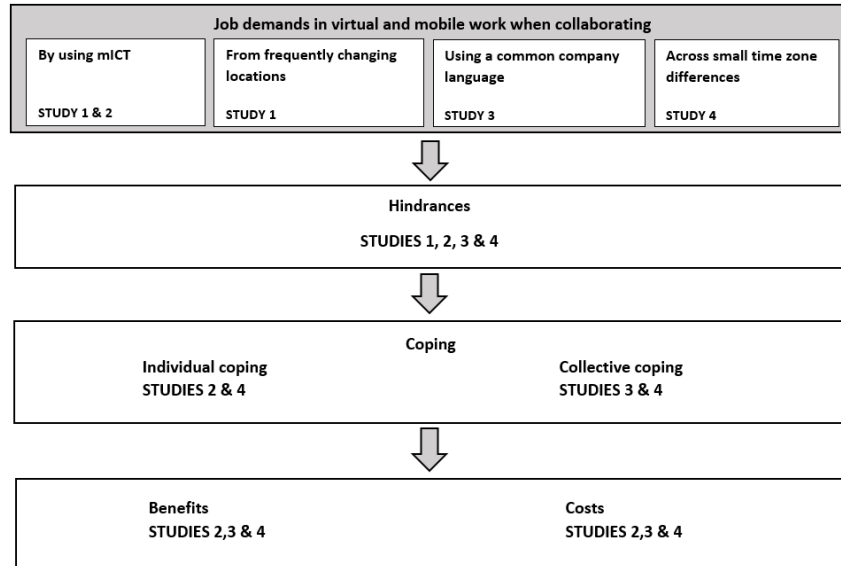 Job demands in virtual and mobile work when collaborating
By using mICT
STUDY 1 & 2
From frequently changing
locations
STUDY 1
Using a common company
language
STUDY 3
Across small time zone
differences
STUDY 4
Hindrances
STUDIES 1, 2, 3 & 4
Coping
Individual coping
STUDIES 2 & 4
Collective coping
STUDIES 3 & 4
Benefits
STUDIES 2,3 & 4
Costs
STUDIES 2,3 & 4